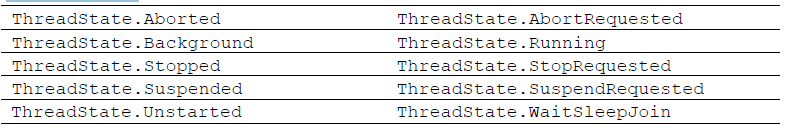 ThreadState.Aborted ThreadState.AbortRequested
ThreadState.Background ThreadState.Running
ThreadState.Stopped ThreadState.StopRequested
ThreadState.Suspended ThreadState.SuspendRequested
ThreadState.Unstarted ThreadState.WaitSleepJoin